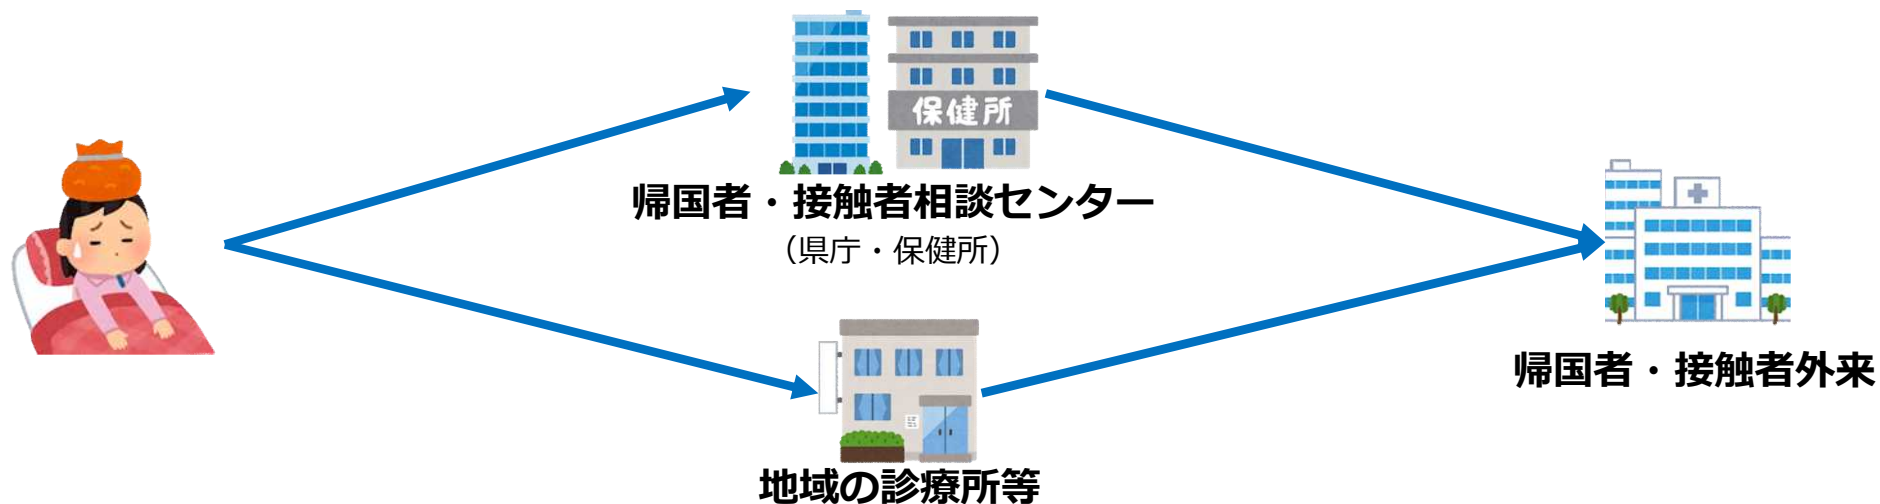 保健所
帰国者・接触者相談センター
（県庁・保健所）
地域の診療所等
帰国者・接触者外来